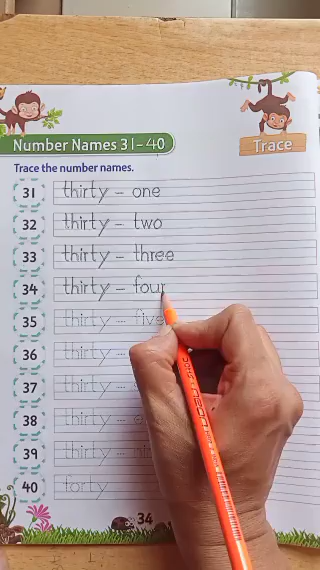 Number Names 31-40
Trace
Trace the number names.
31 thirty - one
32 thirty - two
33 thirty - three
34 thirty - four
35 thirty - five
36 thirty -
37 thirty -
38 thirty -
39 thirty -
40 forty
34